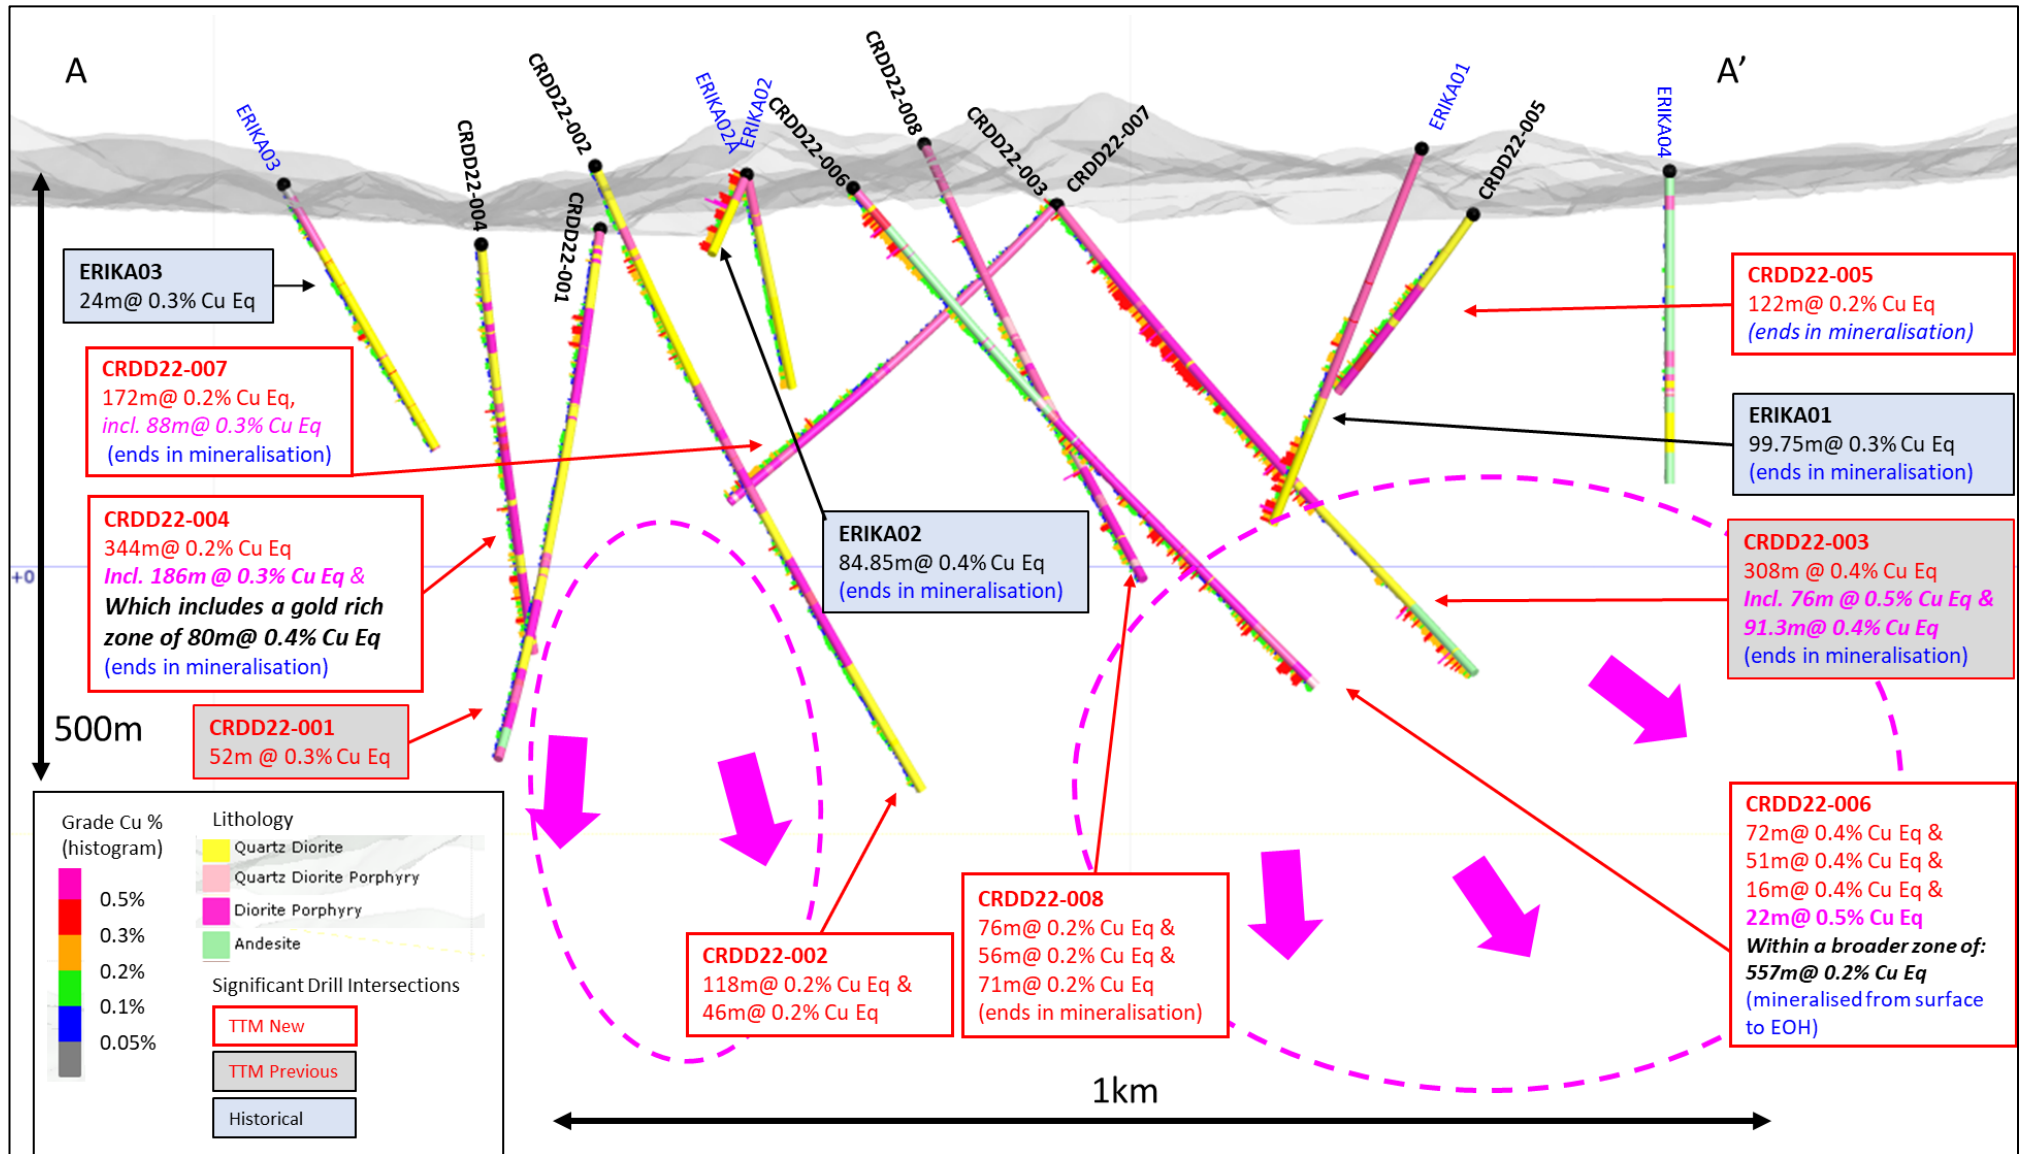 A
A'
ERIKA03
CRDD22-004
CRDD22-002
CRDD22-001
ERIKA02A
ERIKA02
CRDD22-006
CRDD22-008
CRDD22-003
CRDD22-007
ERIKA01
CRDD22-005
ERIKA04
ERIKA03
24m@ 0.3% Cu Eq
CRDD22-007
172m@ 0.2% Cu Eq,
incl. 88m@ 0.3% Cu Eq
(ends in mineralisation)
CRDD22-004
344m@ 0.2% Cu Eq
Incl. 186m @ 0.3% Cu Eq &
Which includes a gold rich
zone of 80m@ 0.4% Cu Eq
(ends in mineralisation)
CRDD22-001
52m @ 0.3% Cu Eq
+0
500m
ERIKA02
84.85m@ 0.4% Cu Eq
(ends in mineralisation)
CRDD22-005
122m@ 0.2% Cu Eq
(ends in mineralisation)
ERIKA01
99.75m@ 0.3% Cu Eq
(ends in mineralisation)
CRDD22-003
308m @ 0.4% Cu Eq
Incl. 76m @ 0.5% Cu Eq &
91.3m@ 0.4% Cu Eq
(ends in mineralisation)
CRDD22-006
72m@ 0.4% Cu Eq &
51m@ 0.4% Cu Eq &
16m@ 0.4% Cu Eq &
22m@ 0.5% Cu Eq
Within a broader zone of:
557m@ 0.2% Cu Eq
(mineralised from surface
to EOH)
CRDD22-002
118m@ 0.2% Cu Eq &
46m@ 0.2% Cu Eq
CRDD22-008
76m@ 0.2% Cu Eq &
56m@ 0.2% Cu Eq &
71m@ 0.2% Cu Eq
(ends in mineralisation)
1km
Grade Cu %
(histogram)
0.5%
0.3%
0.2%
0.1%
0.05%
Lithology
Quartz Diorite
Quartz Diorite Porphyry
Diorite Porphyry
Andesite
Significant Drill Intersections
TTM New
TTM Previous
Historical